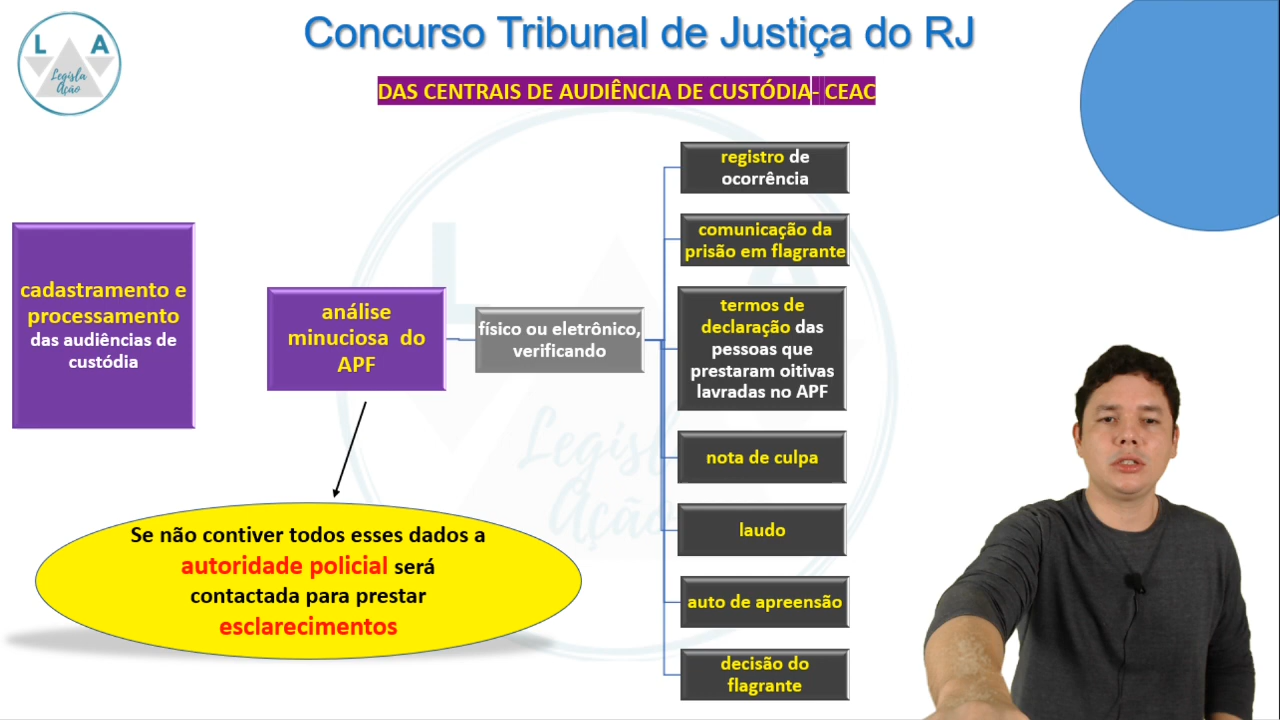 L A
Legisla
Ação
Concurso Tribunal de Justiça do RJ
DAS CENTRAIS DE AUDIÊNCIA DE CUSTÓDIA- CEAC
cadastramento e
processamento
das audiências de
custódia
análise
minuciosa do
APF
físico ou eletrônico,
verificando
registro de
ocorrência
comunicação da
prisão em flagrante
termos de
declaração das
pessoas que
prestaram oitivas
lavradas no APF
nota de culpa
laudo
auto de apreensão
decisão do
flagrante
Se não contiver todos esses dados a
autoridade policial será
contactada para prestar
esclarecimentos
L A
Legisla
Ação